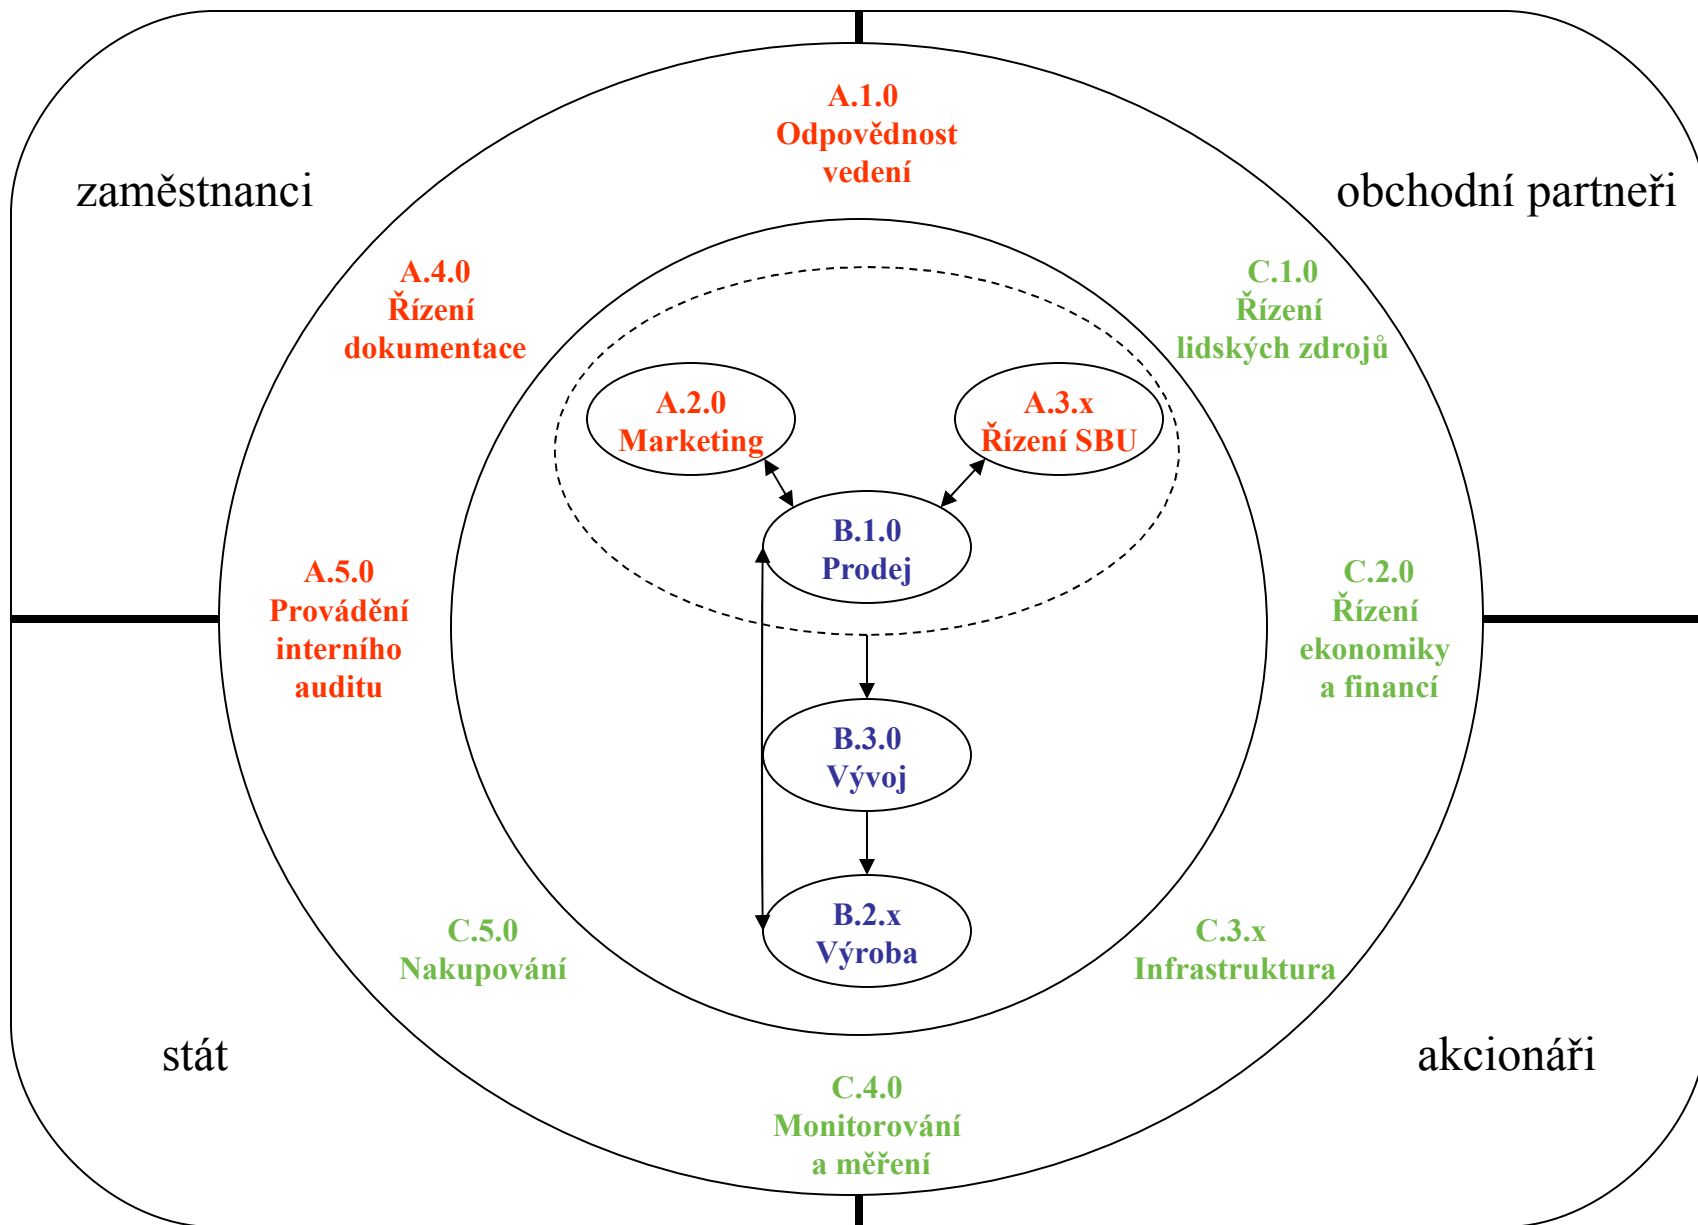 A.1.0
Odpovědnost
vedení
zaměstnanci
obchodní partneři
A.4.0
Řízení
dokumentace
C.1.0
Řízení
lidských zdrojů
A.2.0
Marketing
A.3.x
Řízení SBU
B.1.0
Prodej
A.5.0
Provádění
interního
auditu
C.2.0
Řízení
ekonomiky
a financí
B.3.0
Vývoj
B.2.x
Výroba
C.5.0
Nakupování
C.3.x
Infrastruktura
stát
akcionáři
C.4.0
Monitorování
a měření